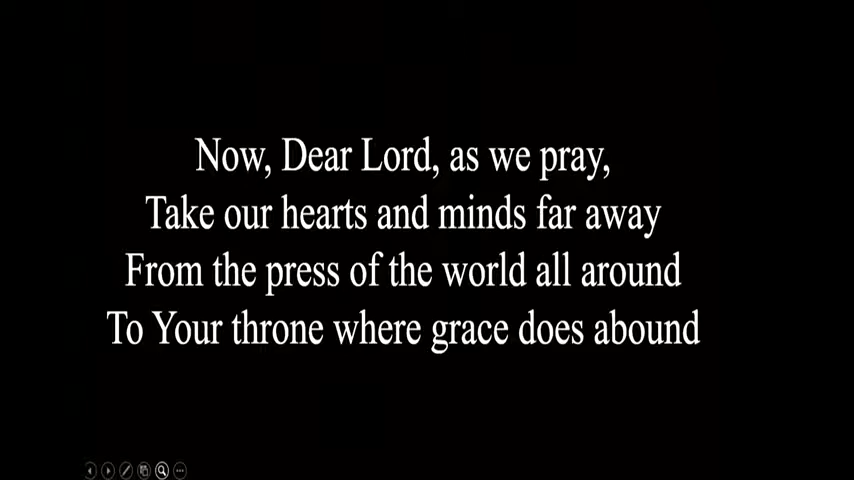 Now, Dear Lord, as we pray,
Take our hearts and minds far away
From the press of the world all around
To Your throne where grace does abound